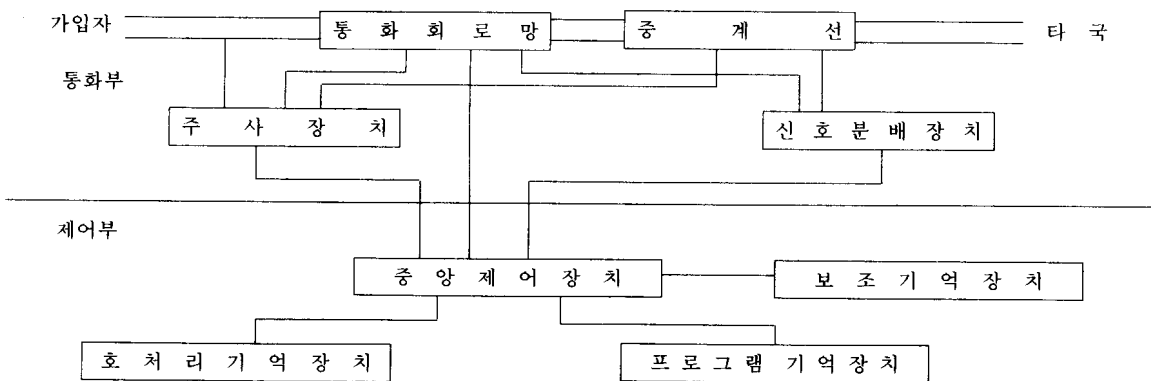 가입자 통화회로망 중계선 타국
통화부
주사장치 신호분배장치
제어부
중앙제어장치 보조기억장치
호처리기억장치 프로그램기억장치